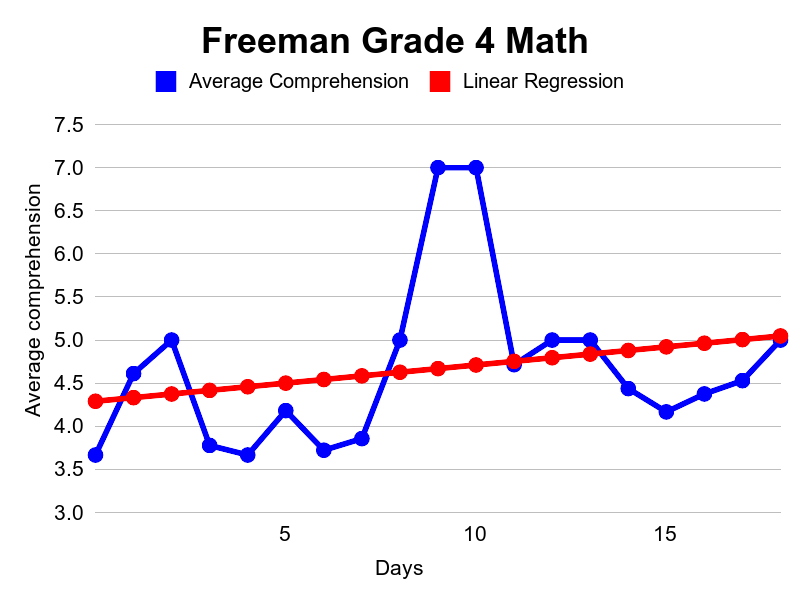 Freeman Grade 4 Math
Average Comprehension
Linear Regression
7.5
7.0
6.5
6.0
5.5
5.0
4.5
4.0
3.5
3.0
Average comprehension
5
10
15
Days